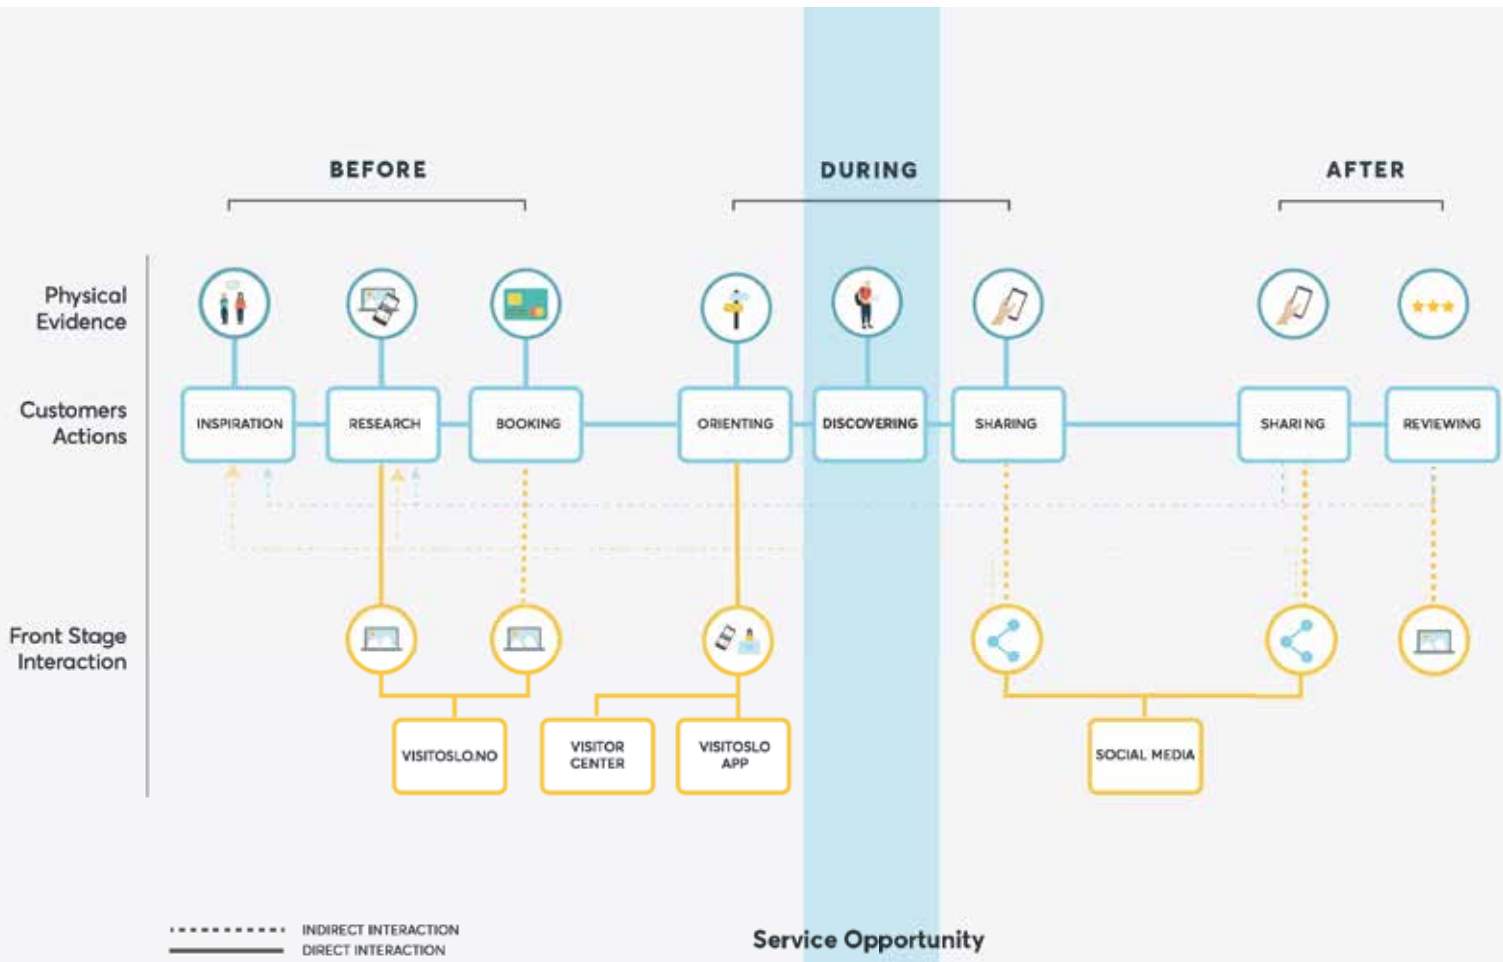 BEFORE
DURING
AFTER
Physical
Evidence
Customers
Actions
INSPIRATION
RESEARCH
BOOKING
ORIENTING
DISCOVERING
SHARING
SHARING
REVIEWING
Front Stage
Interaction
VISITOSLO.NO
VISITOR
CENTER
VISITOSLO
APP
SOCIAL MEDIA
INDIRECT INTERACTION
DIRECT INTERACTION
Service Opportunity